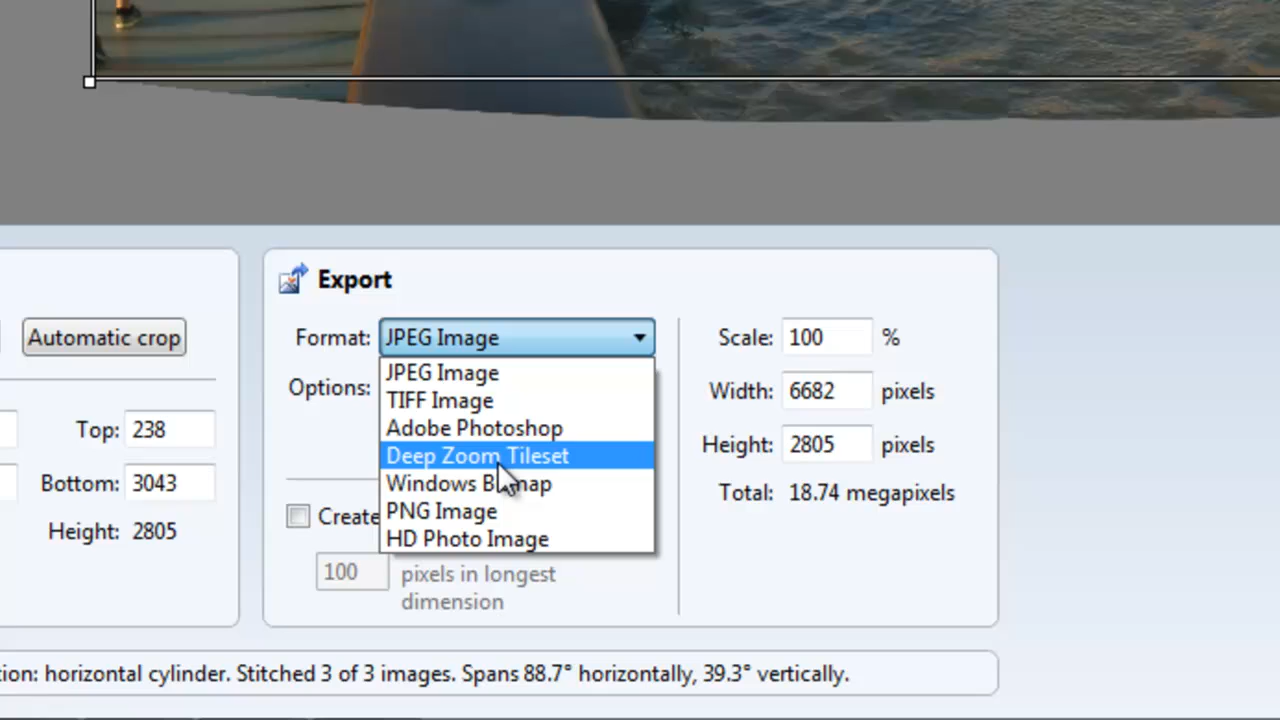 Export
Automatic crop
Format: JPEG Image
Scale: 100 %
JPEG Image
Options:
TIFF Image
Width: 6682 pixels
Top: 238
Adobe Photoshop
Height: 2805 pixels
Deep Zoom Tileset
Bottom: 3043
Windows Bitmap
Total: 18.74 megapixels
Height: 2805
Create
PNG Image
HD Photo Image
100 pixels in longest
dimension
tion: horizontal cylinder. Stitched 3 of 3 images. Spans 88.7° horizontally, 39.3° vertically.